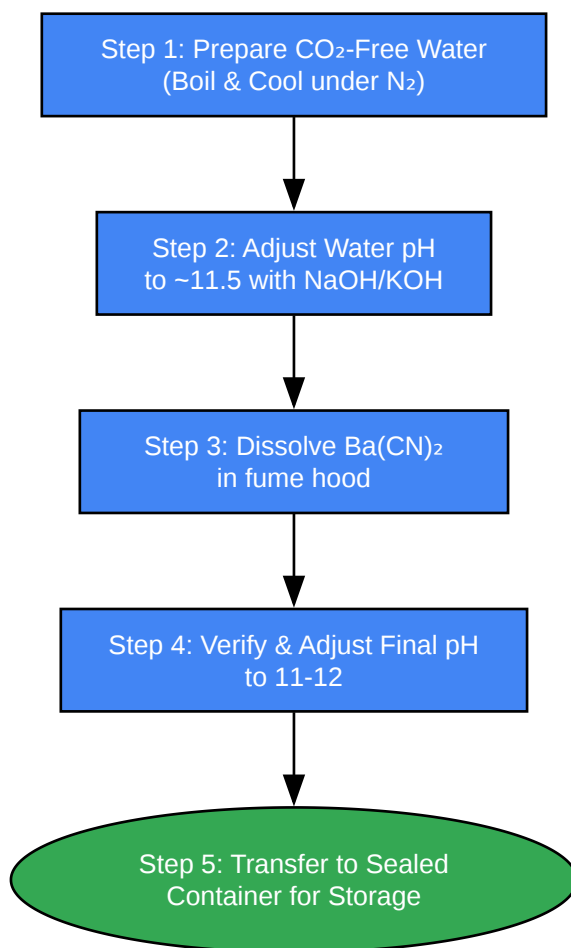 Step 1: Prepare CO₂-Free Water
(Boil & Cool under N₂)
Step 2: Adjust Water pH
to ~11.5 with NaOH/KOH
Step 3: Dissolve Ba(CN)₂
in fume hood
Step 4: Verify & Adjust Final pH
to 11-12
Step 5: Transfer to Sealed
Container for Storage